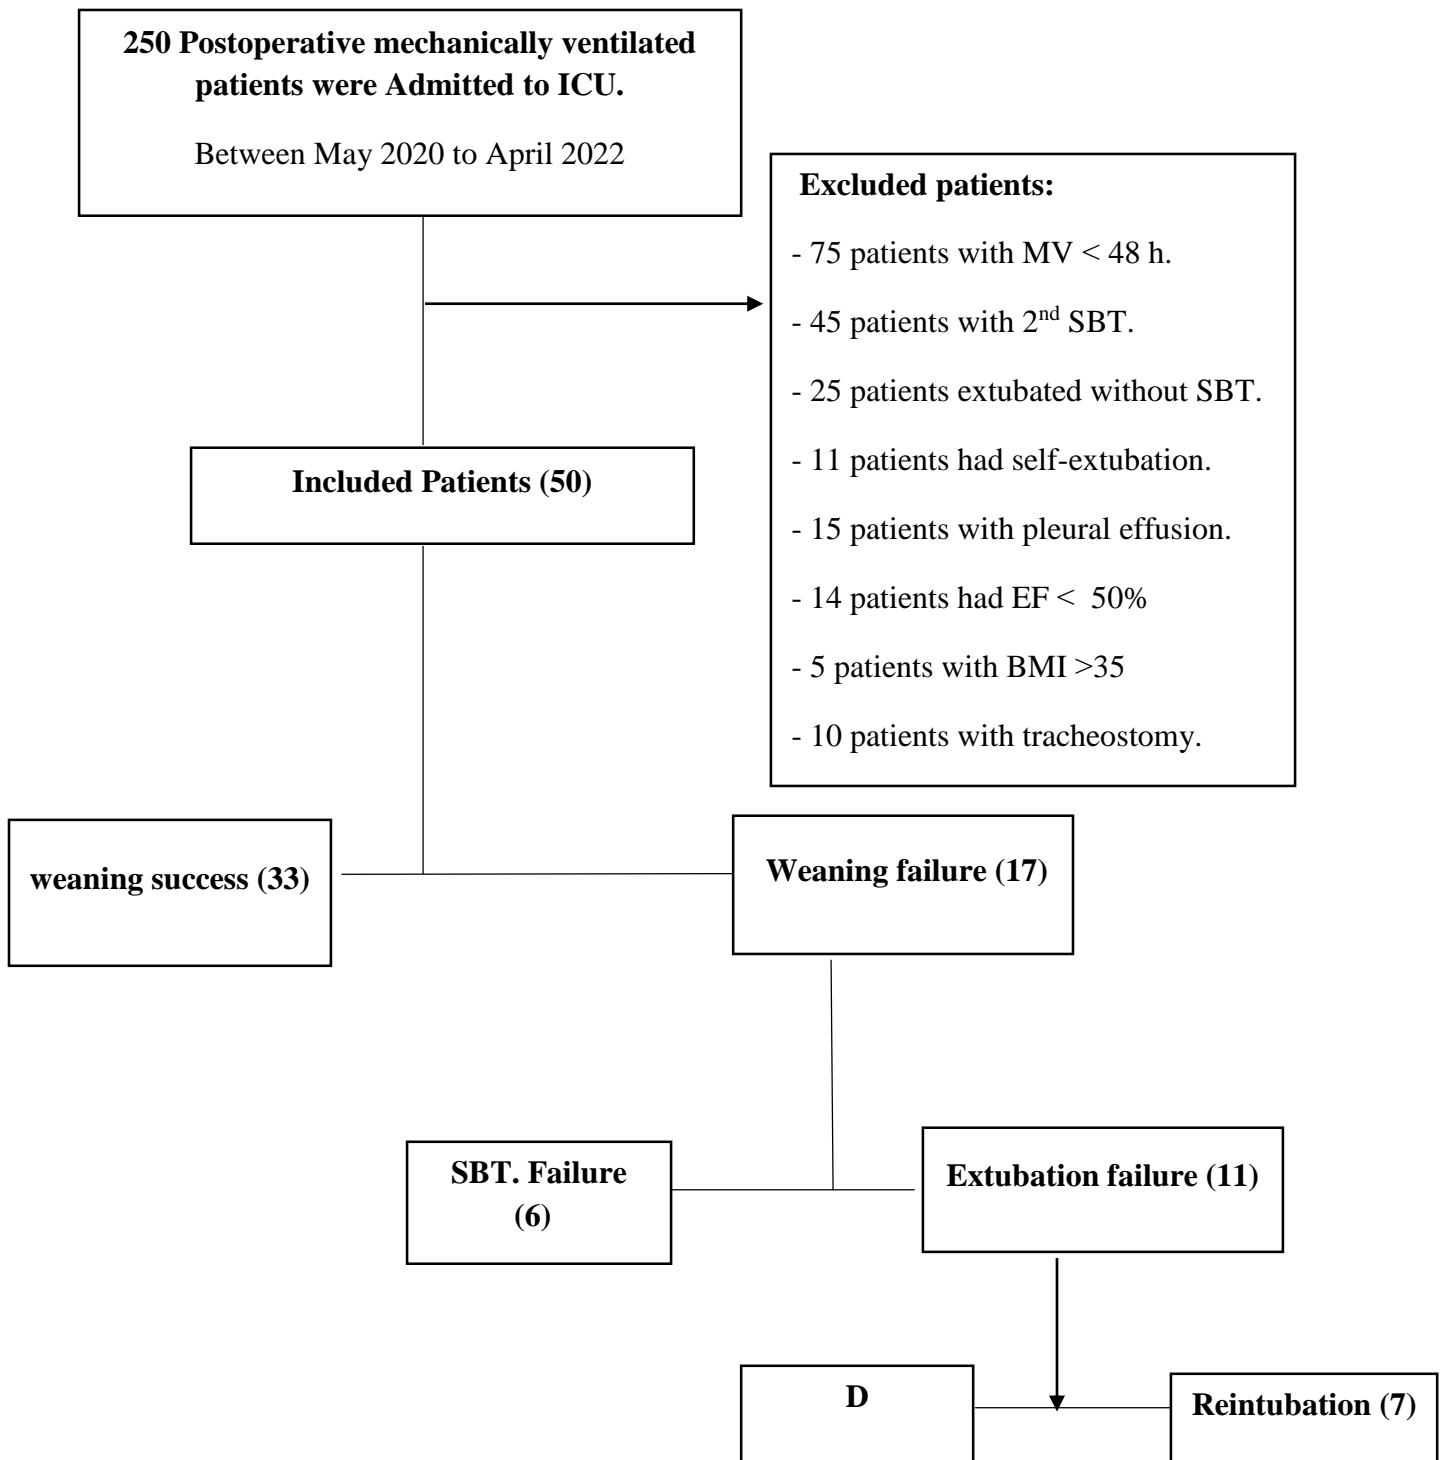 250 Postoperative mechanically ventilated
patients were Admitted to ICU.
Between May 2020 to April 2022
Excluded patients:
- 75 patients with MV < 48 h.
- 45 patients with 2nd SBT.
- 25 patients extubated without SBT.
- 11 patients had self-extubation.
- 15 patients with pleural effusion.
- 14 patients had EF < 50%
- 5 patients with BMI >35
- 10 patients with tracheostomy.
Included Patients (50)
weaning success (33)
Weaning failure (17)
SBT. Failure
(6)
Extubation failure (11)
D
Reintubation (7)